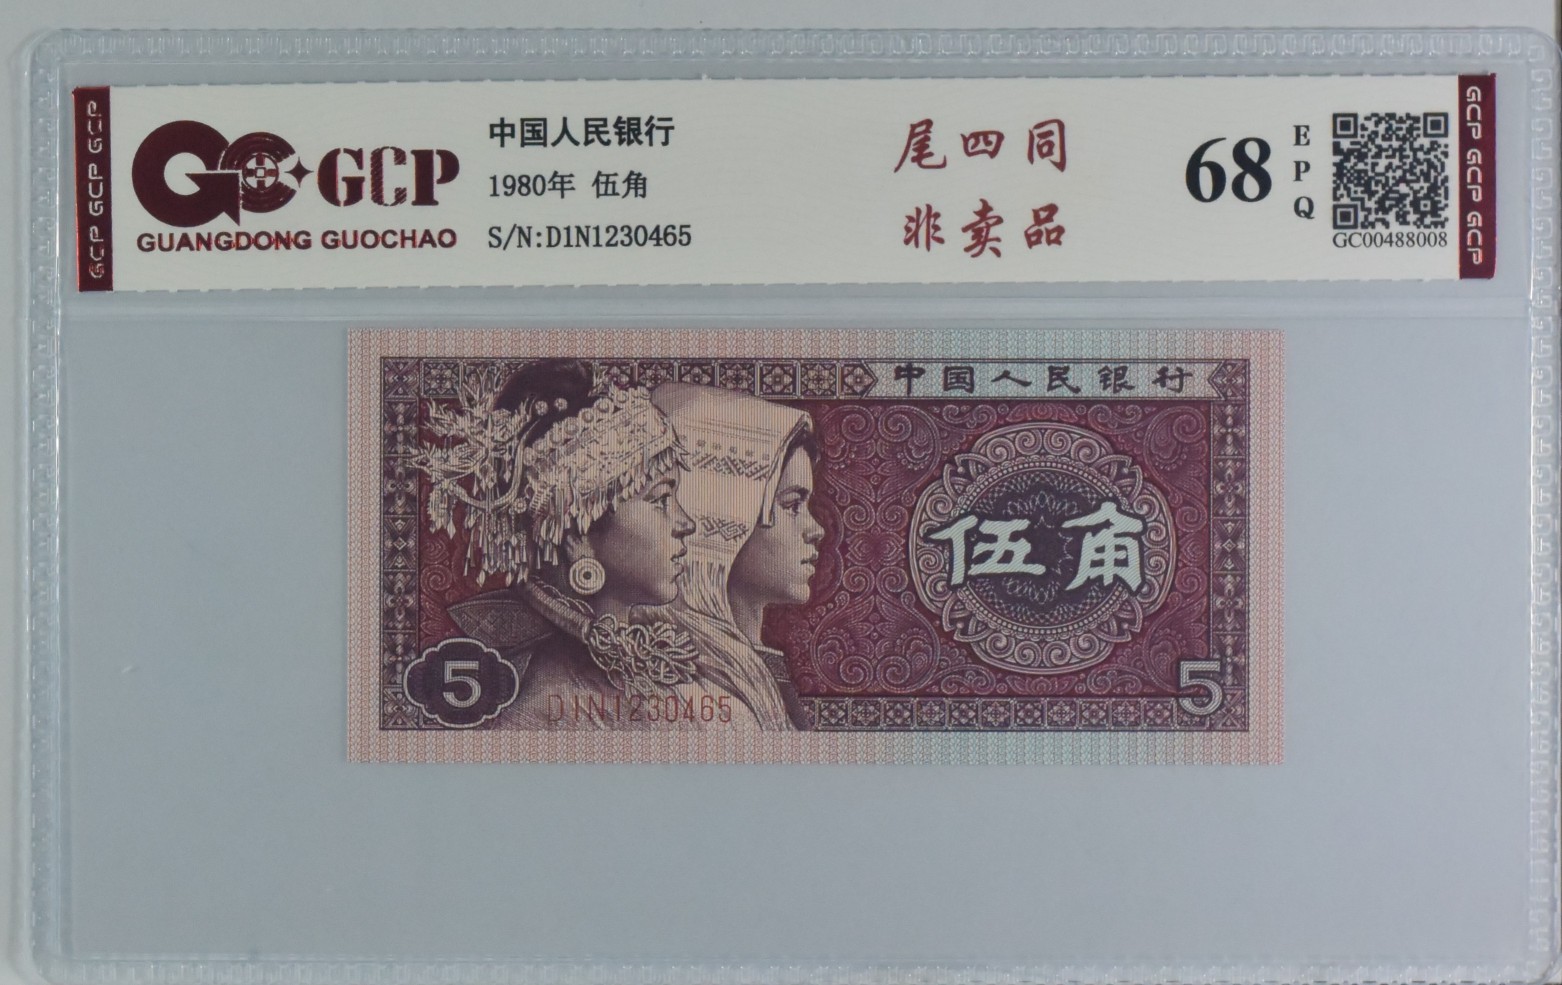 GCP GCP GCP
GCP
GUANGDONG GUOCHAO
中国人民银行
1980年 伍角
S/N:D1N1230465
尾四同
非卖品
68
EPQ
GC00488008
GCP GCP GCP
中国人民银行
伍角
5
D1N1230465
5